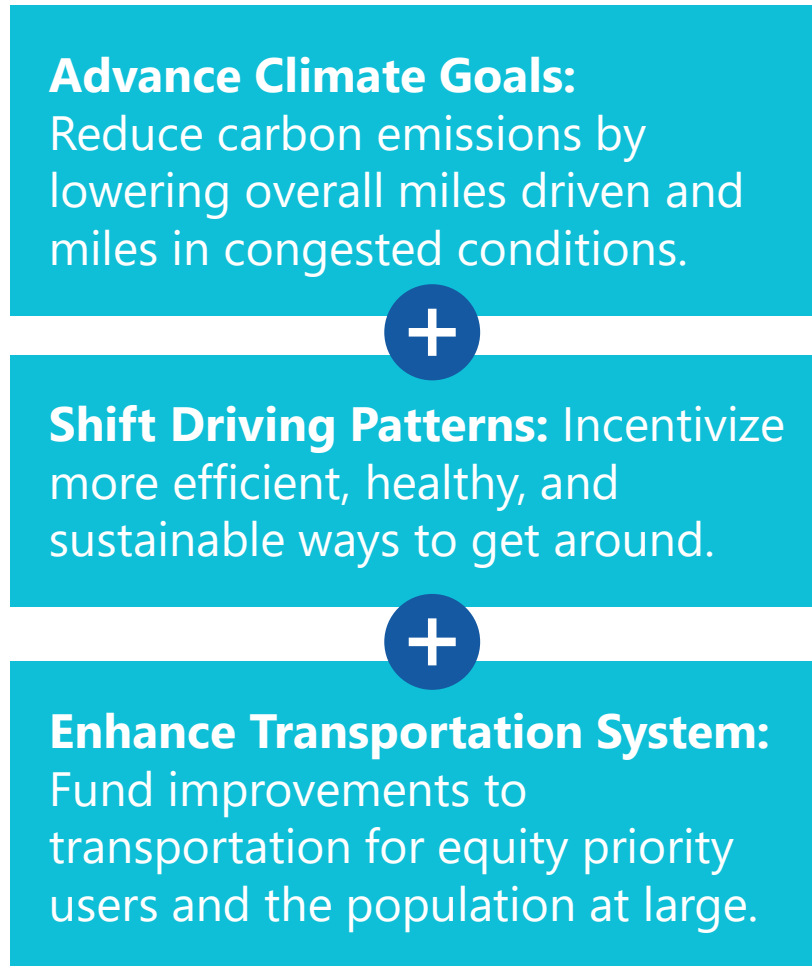 Advance Climate Goals:
Reduce carbon emissions by
lowering overall miles driven and
miles in congested conditions.
+
Shift Driving Patterns: Incentivize
more efficient, healthy, and
sustainable ways to get around.
+
Enhance Transportation System:
Fund improvements to
transportation for equity priority
users and the population at large.